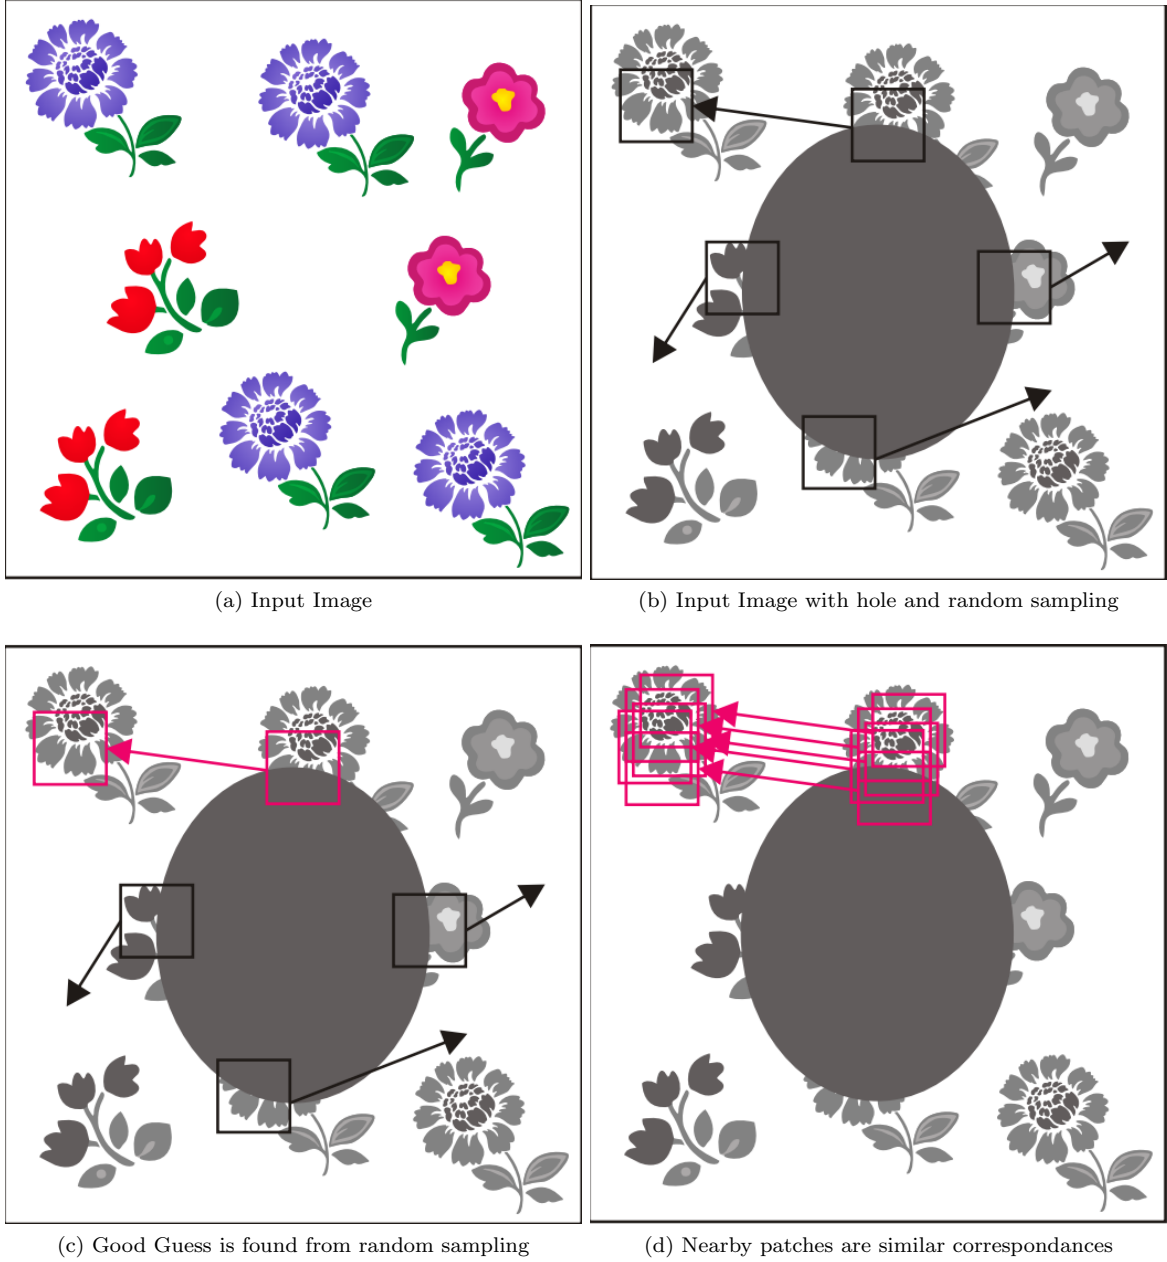 (a) Input Image
(b) Input Image with hole and random sampling
(c) Good Guess is found from random sampling
(d) Nearby patches are similar correspondances